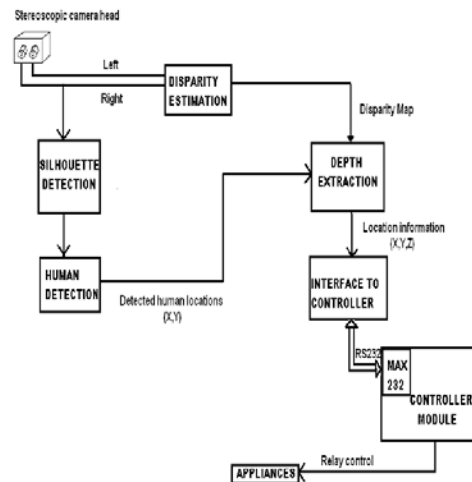 Stereoscopic camera head
Left
Right
DISPARITY
ESTIMATION
Disparity Map
SILHOUETTE
DETECTION
DEPTH
EXTRACTION
Location information
(X,Y,Z)
HUMAN
DETECTION
Detected human locations
(X,Y)
INTERFACE TO
CONTROLLER
RS232
MAX
232
CONTROLLER
MODULE
Relay control
APPLIANCES